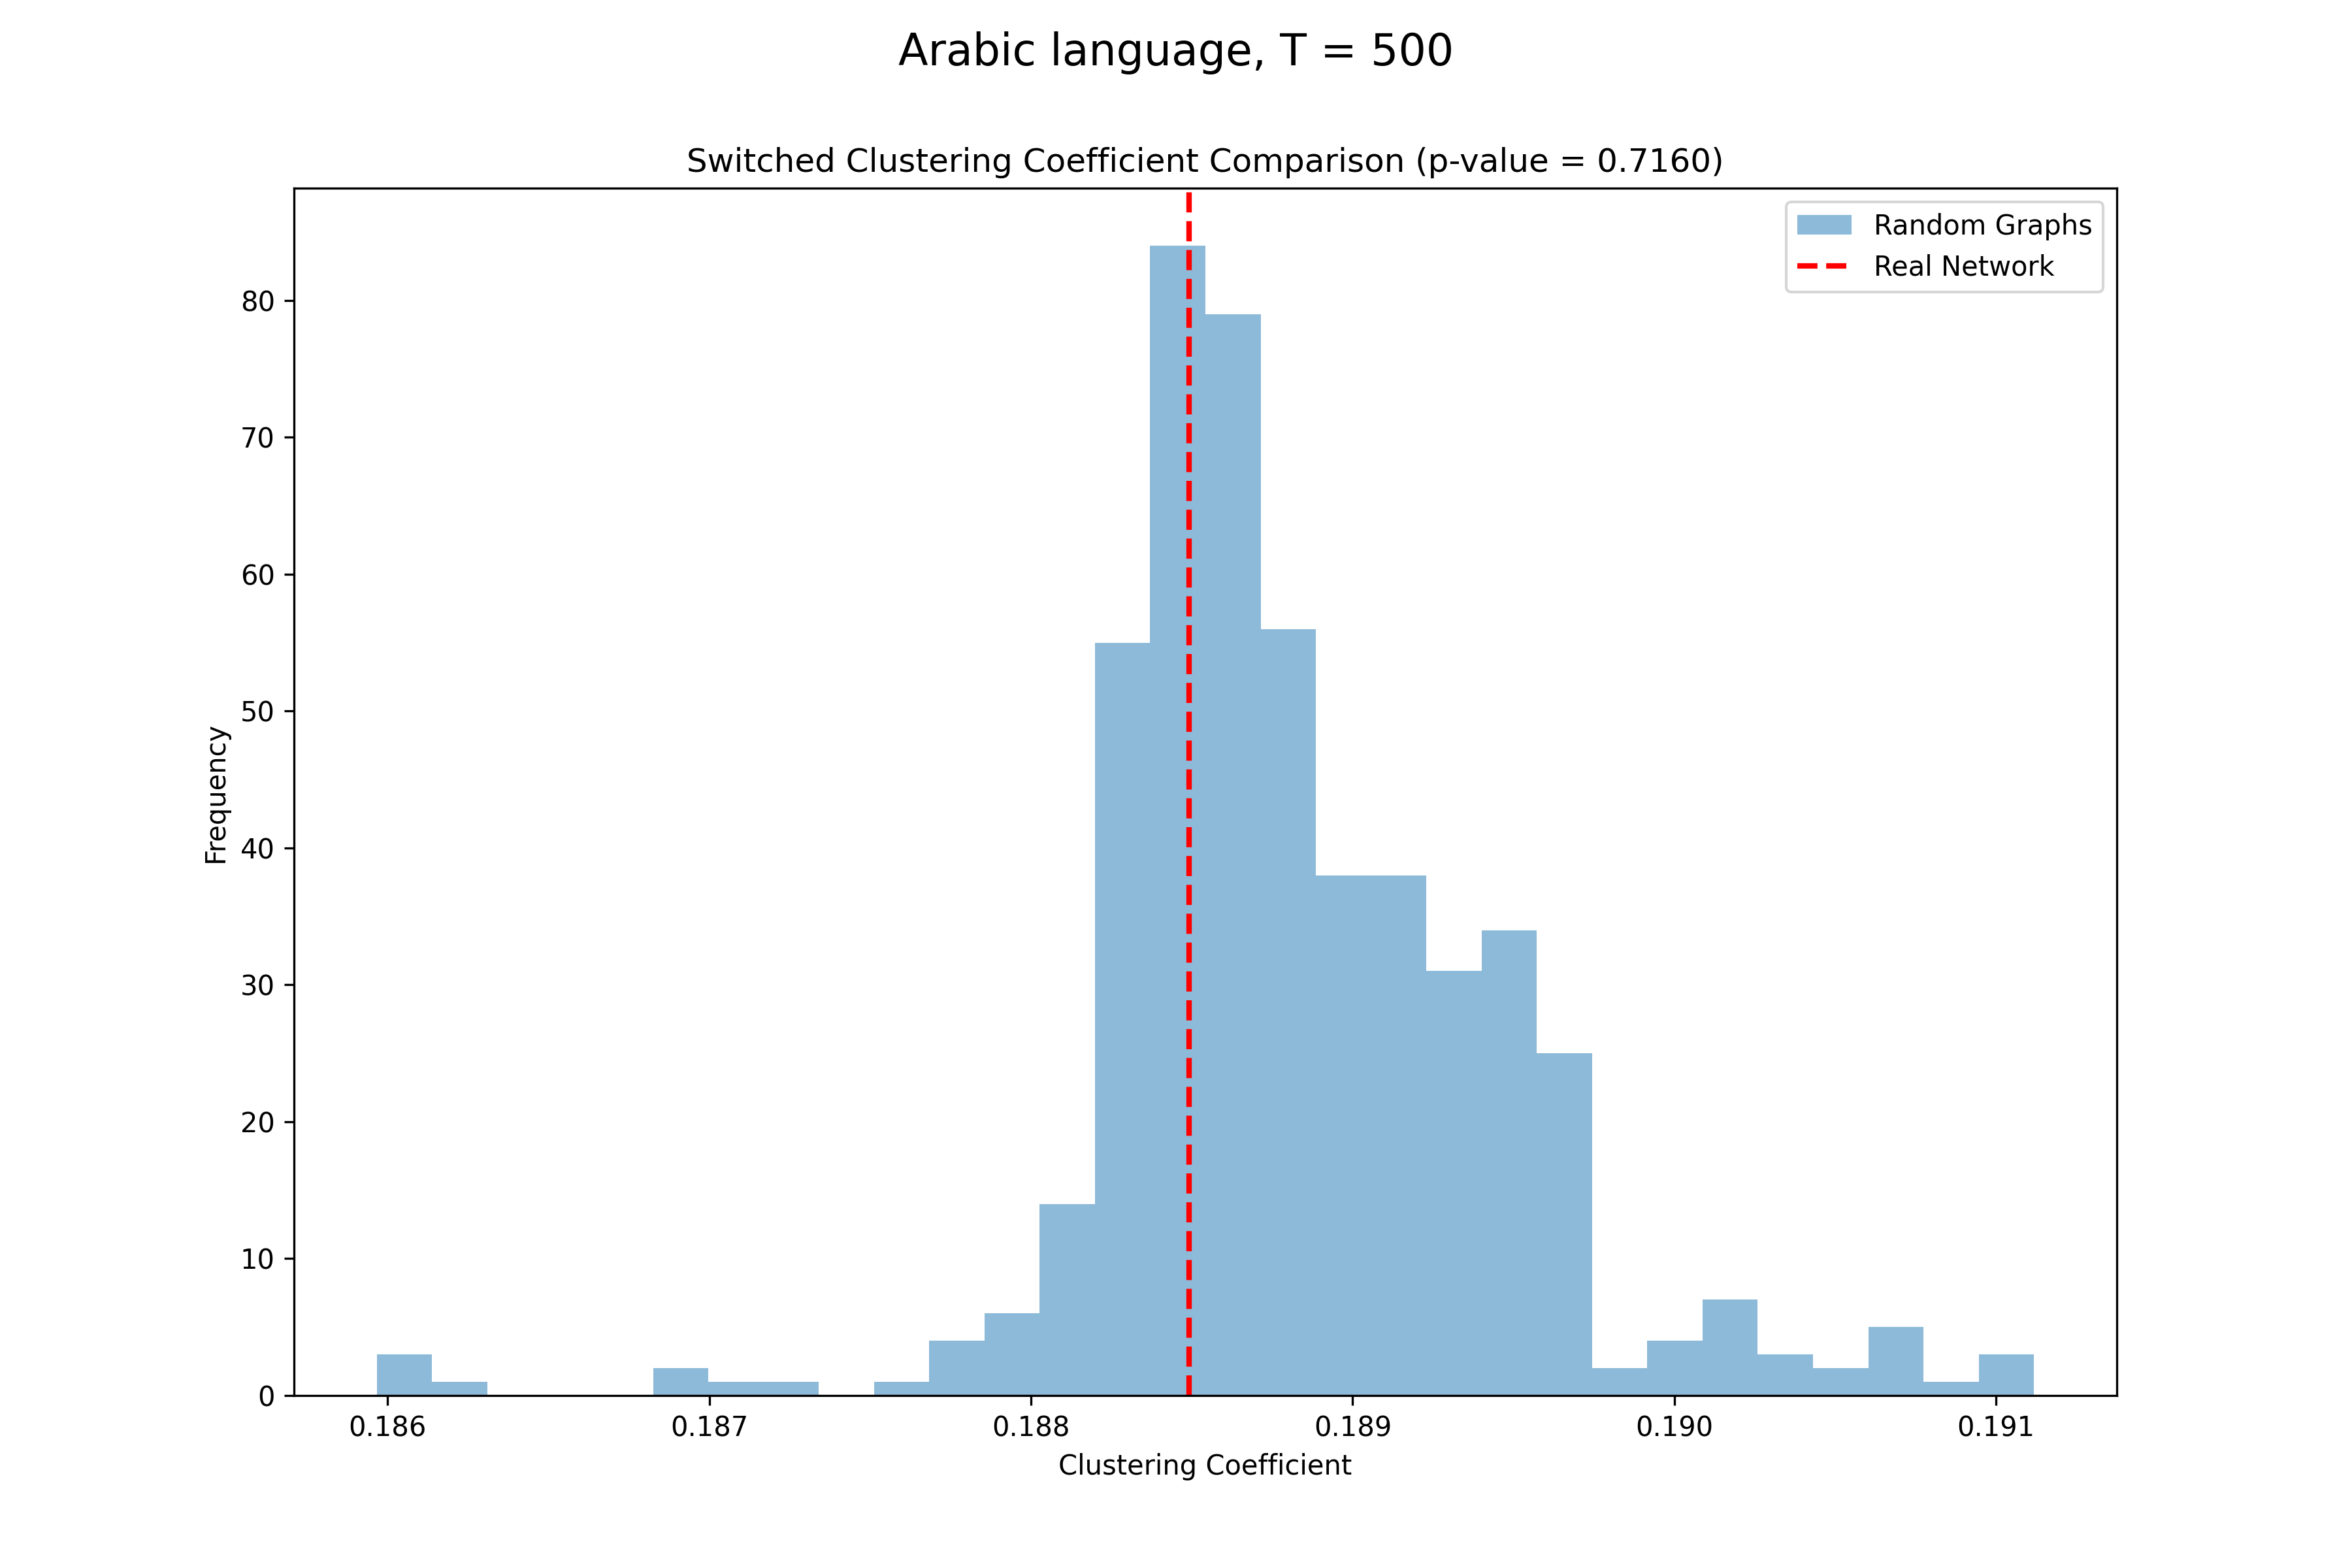 Arabic language, T = 500
Switched Clustering Coefficient Comparison (p-value = 0.7160)
Random Graphs
Real Network
80
70
60
50
40
30
20
10
0
Frequency
0.186
0.187
0.188
0.189
0.190
0.191
Clustering Coefficient